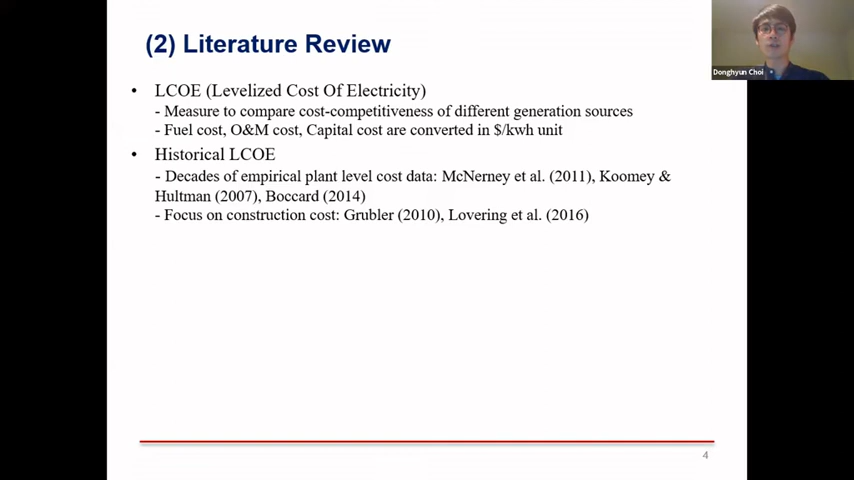 (2) Literature Review
Donghyun Choi
• LCOE (Levelized Cost Of Electricity)
- Measure to compare cost-competitiveness of different generation sources
- Fuel cost, O&M cost, Capital cost are converted in $/kwh unit
• Historical LCOE
- Decades of empirical plant level cost data: McNerney et al. (2011), Koomey &
Hultman (2007), Boccard (2014)
- Focus on construction cost: Grubler (2010), Lovering et al. (2016)
4